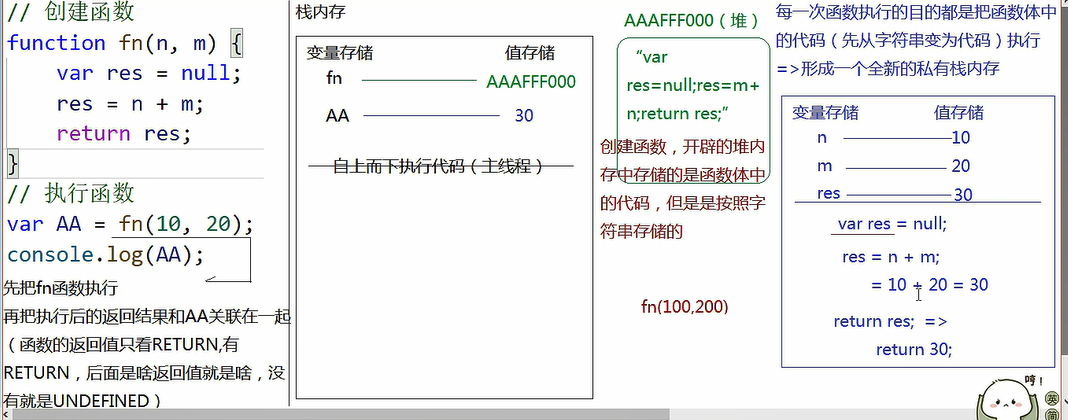 // 创建函数
function fn(n, m) {
var res = null;
res = n + m;
return res;
}
// 执行函数
var AA = fn(10, 20);
console.log(AA);
先把fn函数执行
再把执行后的返回结果和AA关联在一起
（函数的返回值只看RETURN,有
RETURN，后面是啥返回值就是啥，没
有就是UNDEFINED）
栈内存
变量存储 值存储
fn AAAFFF000
AA 30
自上而下执行代码（主线程）
AAAFFF000（堆）
“var
res=null;res=m+
n;return res;”
创建函数，开辟的堆内
存中存储的是函数体中
的代码，但是是按照字
符串存储的
fn(100,200)
每一次函数执行的目的都是把函数体中
的代码（先从字符串变为代码）执行
=>形成一个全新的私有栈内存
变量存储 值存储
n 10
m 20
res 30
var res = null;
res = n + m;
= 10 + 20 = 30
return res; =>
return 30;
哼！
英
简